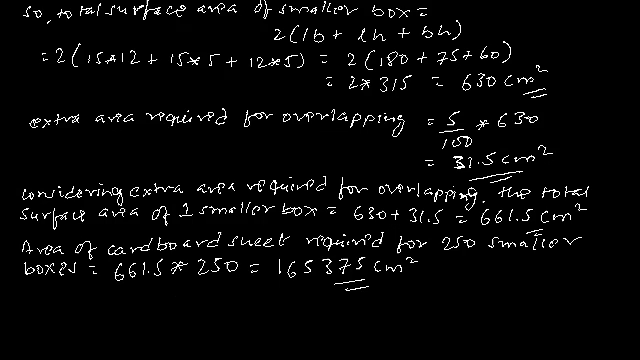 so, total surface area of smaller box =
2(lb + lh + bh)
= 2(15*12 + 15*5 + 12*5) = 2(180 + 75 + 60)
= 2*315 = 630 cm²
extra area required for overlapping = 5/100 * 630
= 31.5 cm²
considering extra area required for overlapping, the total
surface area of 1 smaller box = 630 + 31.5 = 661.5 cm²
Area of cardboard sheet required for 250 smaller
boxes = 661.5 * 250 = 165375 cm²